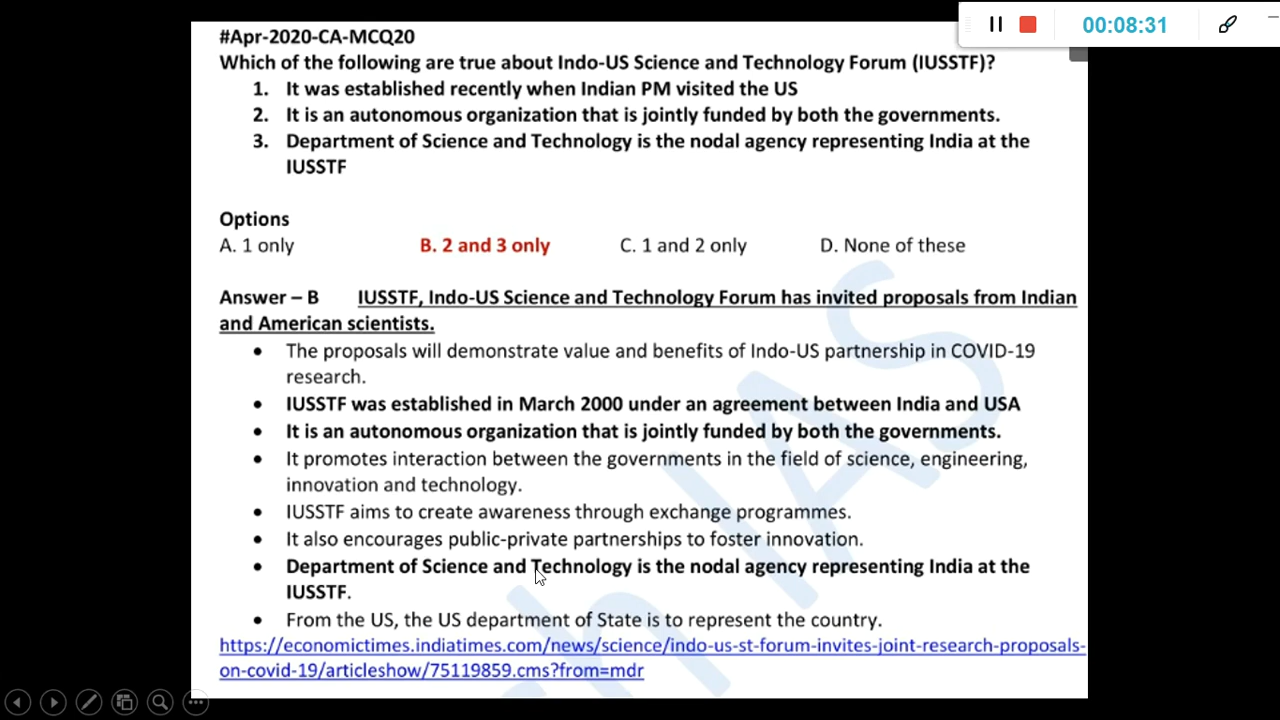 00:08:31
#Apr-2020-CA-MCQ20
Which of the following are true about Indo-US Science and Technology Forum (IUSSTF)?
1. It was established recently when Indian PM visited the US
2. It is an autonomous organization that is jointly funded by both the governments.
3. Department of Science and Technology is the nodal agency representing India at the
IUSSTF
Options
A. 1 only B. 2 and 3 only C. 1 and 2 only D. None of these
Answer – B IUSSTF, Indo-US Science and Technology Forum has invited proposals from Indian
and American scientists.
• The proposals will demonstrate value and benefits of Indo-US partnership in COVID-19
research.
• IUSSTF was established in March 2000 under an agreement between India and USA
• It is an autonomous organization that is jointly funded by both the governments.
• It promotes interaction between the governments in the field of science, engineering,
innovation and technology.
• IUSSTF aims to create awareness through exchange programmes.
• It also encourages public-private partnerships to foster innovation.
• Department of Science and Technology is the nodal agency representing India at the
IUSSTF.
• From the US, the US department of State is to represent the country.
https://economictimes.indiatimes.com/news/science/indo-us-st-forum-invites-joint-research-proposals-
on-covid-19/articleshow/75119859.cms?from=mdr
IAS